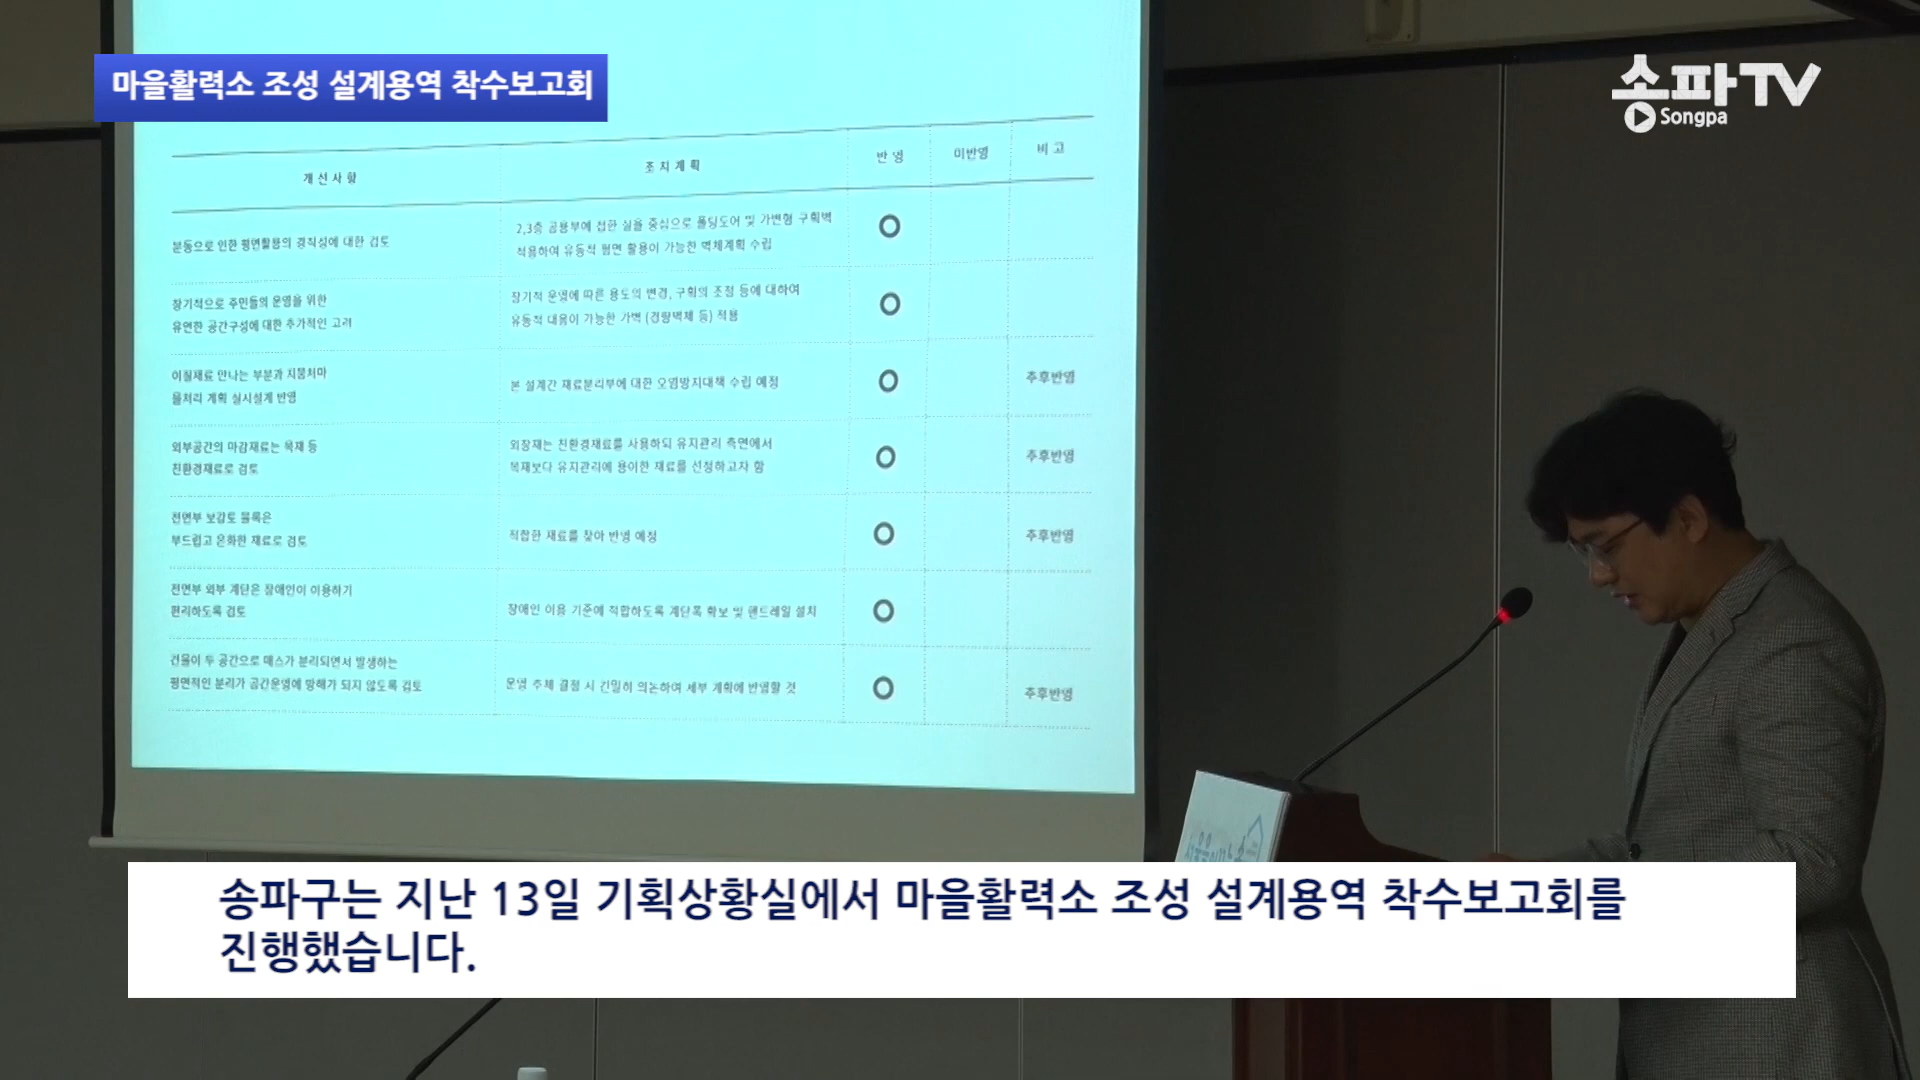 마을활력소 조성 설계용역 착수보고회
송파TV
Songpa
개선사항 조치계획 반영 미반영 비고
분동으로 인한 평면활용의 경직성에 대한 검토
2,3층 공용부에 접한 실을 중심으로 폴딩도어 및 가변형 구획벽
적용하여 유동적 평면 활용이 가능한 벽체계획 수립
장기적으로 주민들의 운영을 위한
유연한 공간구성에 대한 추가적인 고려
장기적 운영에 따른 용도의 변경, 구획의 조정 등에 대하여
유동적 대응이 가능한 가벽 (경량벽체 등) 적용
이질재료 만나는 부분과 지붕처마
물처리 계획 실시설계 반영
본 설계간 재료분리부에 대한 오염방지대책 수립 예정
추후반영
외부공간의 마감재료는 목재 등
친환경재료로 검토
외장재는 친환경재료를 사용하되 유지관리 측면에서
목재보다 유지관리에 용이한 재료를 선정하고자 함
추후반영
전면부 보강토 블록은
부드럽고 온화한 재료로 검토
적합한 재료를 찾아 반영 예정
추후반영
전면부 외부 계단은 장애인이 이용하기
편리하도록 검토
장애인 이용 기준에 적합하도록 계단폭 확보 및 핸드레일 설치
건물이 두 공간으로 매스가 분리되면서 발생하는
평면적인 분리가 공간운영에 방해가 되지 않도록 검토
운영 주체 결정 시 긴밀히 의논하여 세부 계획에 반영할 것
추후반영
송파구는 지난 13일 기획상황실에서 마을활력소 조성 설계용역 착수보고회를
진행했습니다.